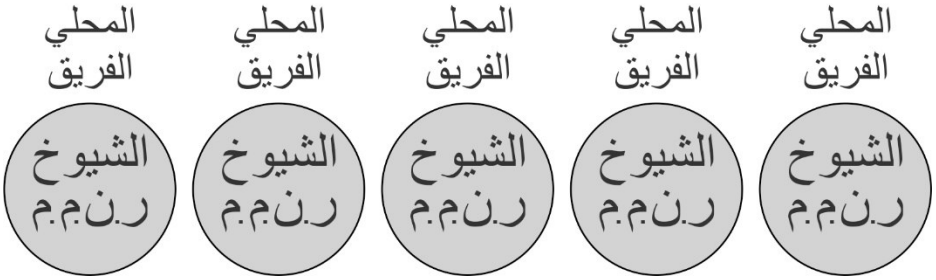 المحلي المحلي المحلي المحلي المحلي
الفريق الفريق الفريق الفريق الفريق
الشيوخ الشيوخ الشيوخ الشيوخ الشيوخ
ر.ن.م.م ر.ن.م.م ر.ن.م.م ر.ن.م.م ر.ن.م.م